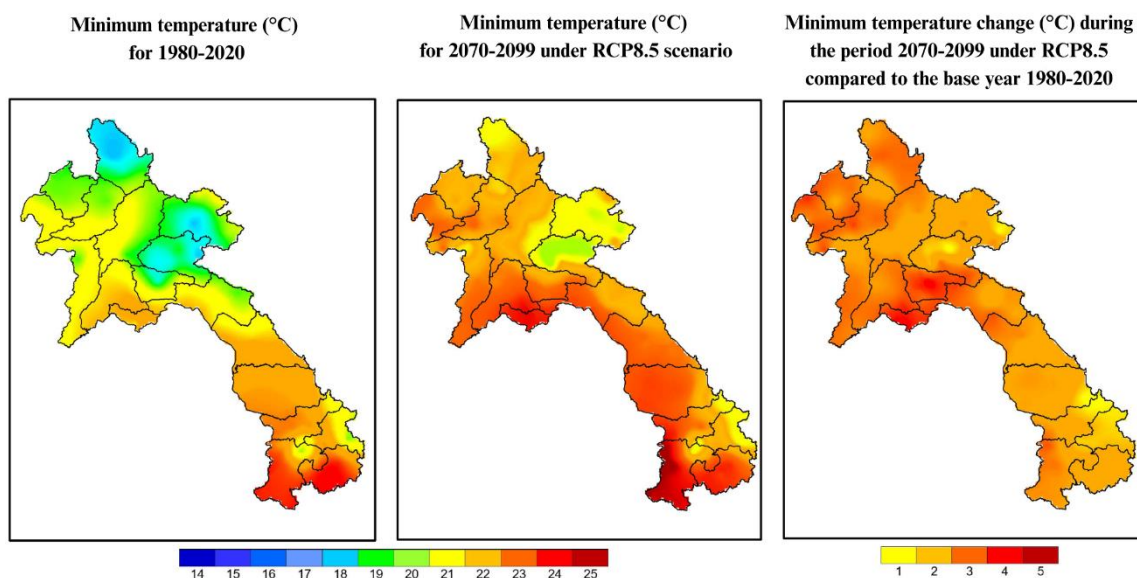 Minimum temperature (°C)
for 1980-2020
Minimum temperature (°C)
for 2070-2099 under RCP8.5 scenario
Minimum temperature change (°C) during
the period 2070-2099 under RCP8.5
compared to the base year 1980-2020
14 15 16 17 18 19 20 21 22 23 24 25
1 2 3 4 5